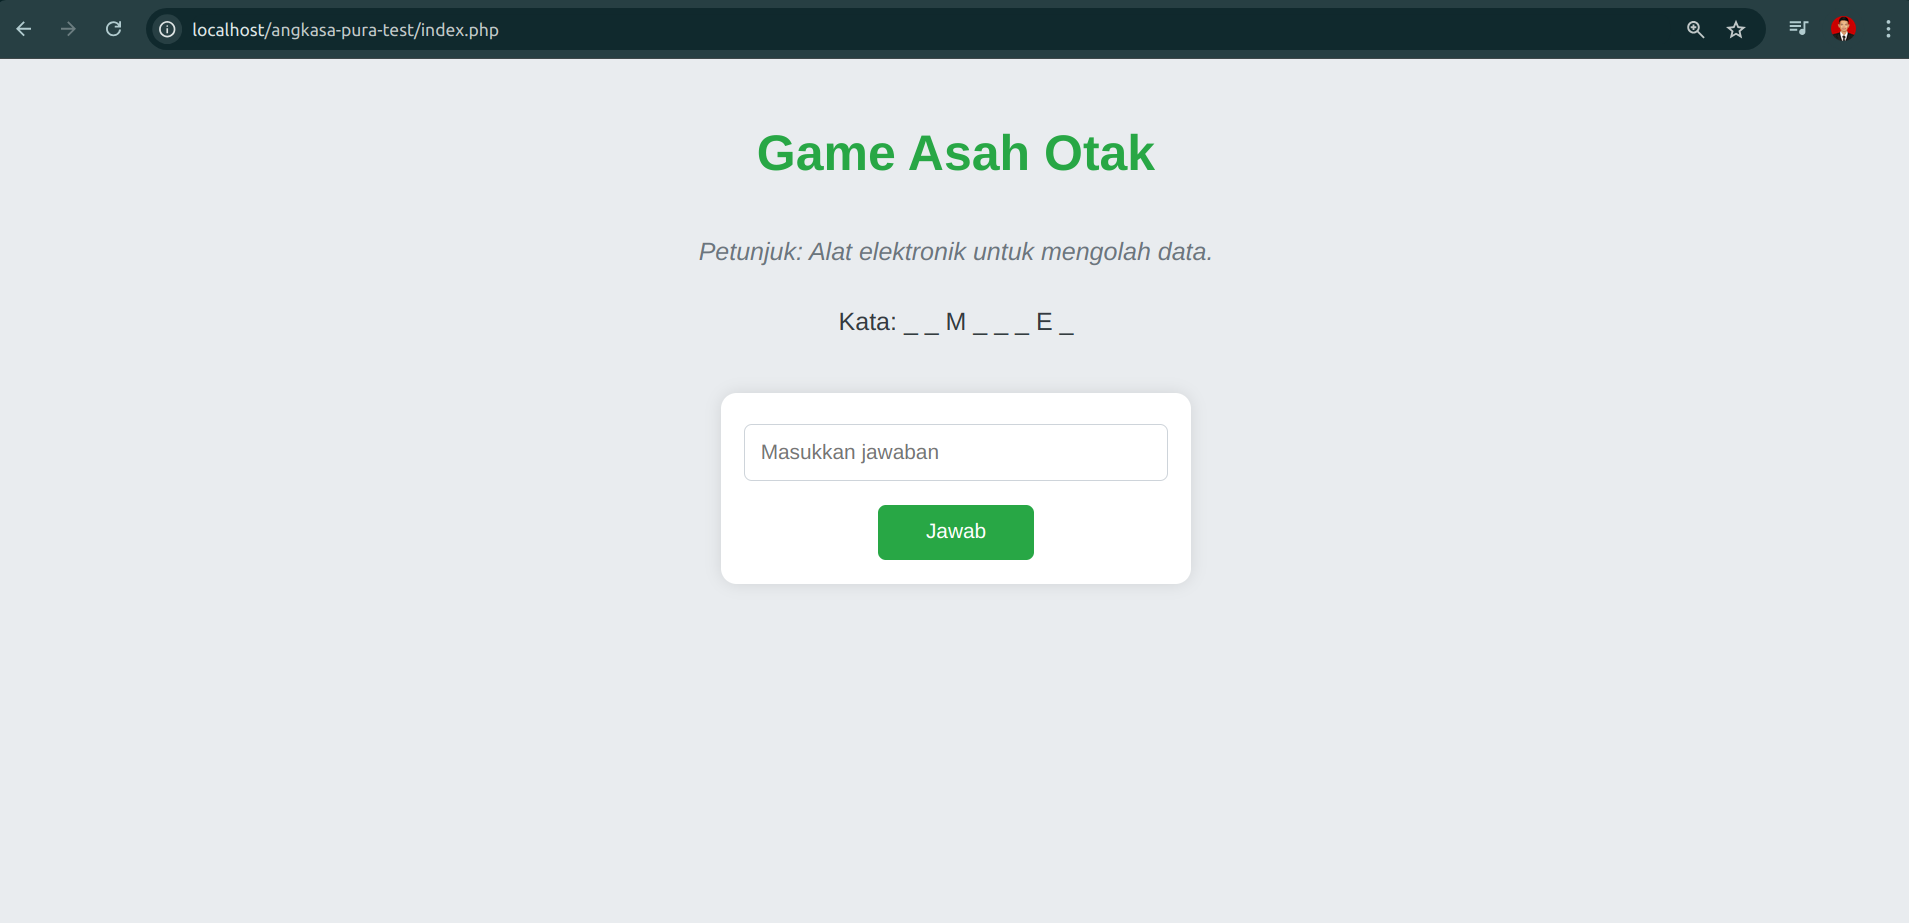 localhost/angkasa-pura-test/index.php
Game Asah Otak
Petunjuk: Alat elektronik untuk mengolah data.
Kata: _ _ M _ _ _ E _
Masukkan jawaban
Jawab